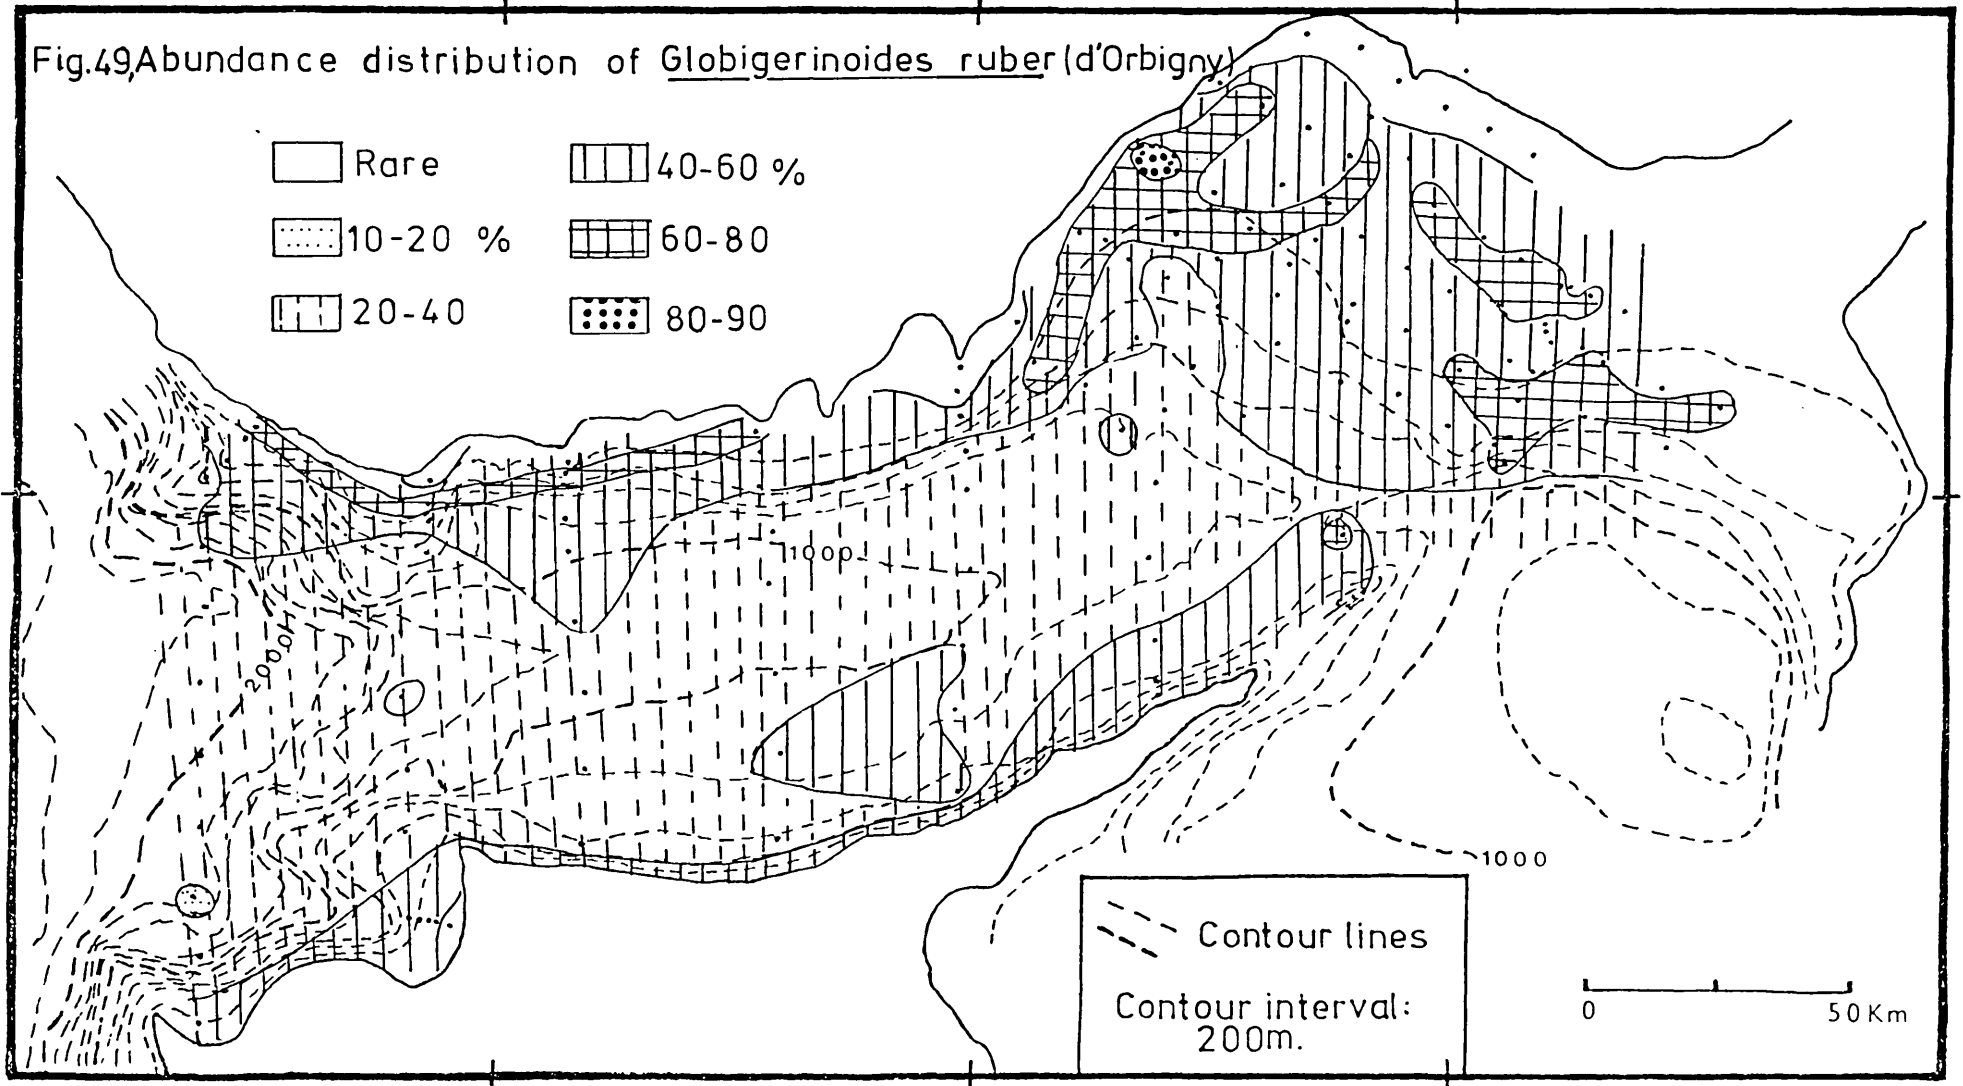 Fig.49,Abundance distribution of Globigerinoides ruber (d'Orbigny)
Rare
40-60 %
10-20 %
60-80
20-40
80-90
1000
2000M
1000
Contour lines
Contour interval:
200m.
0 50Km